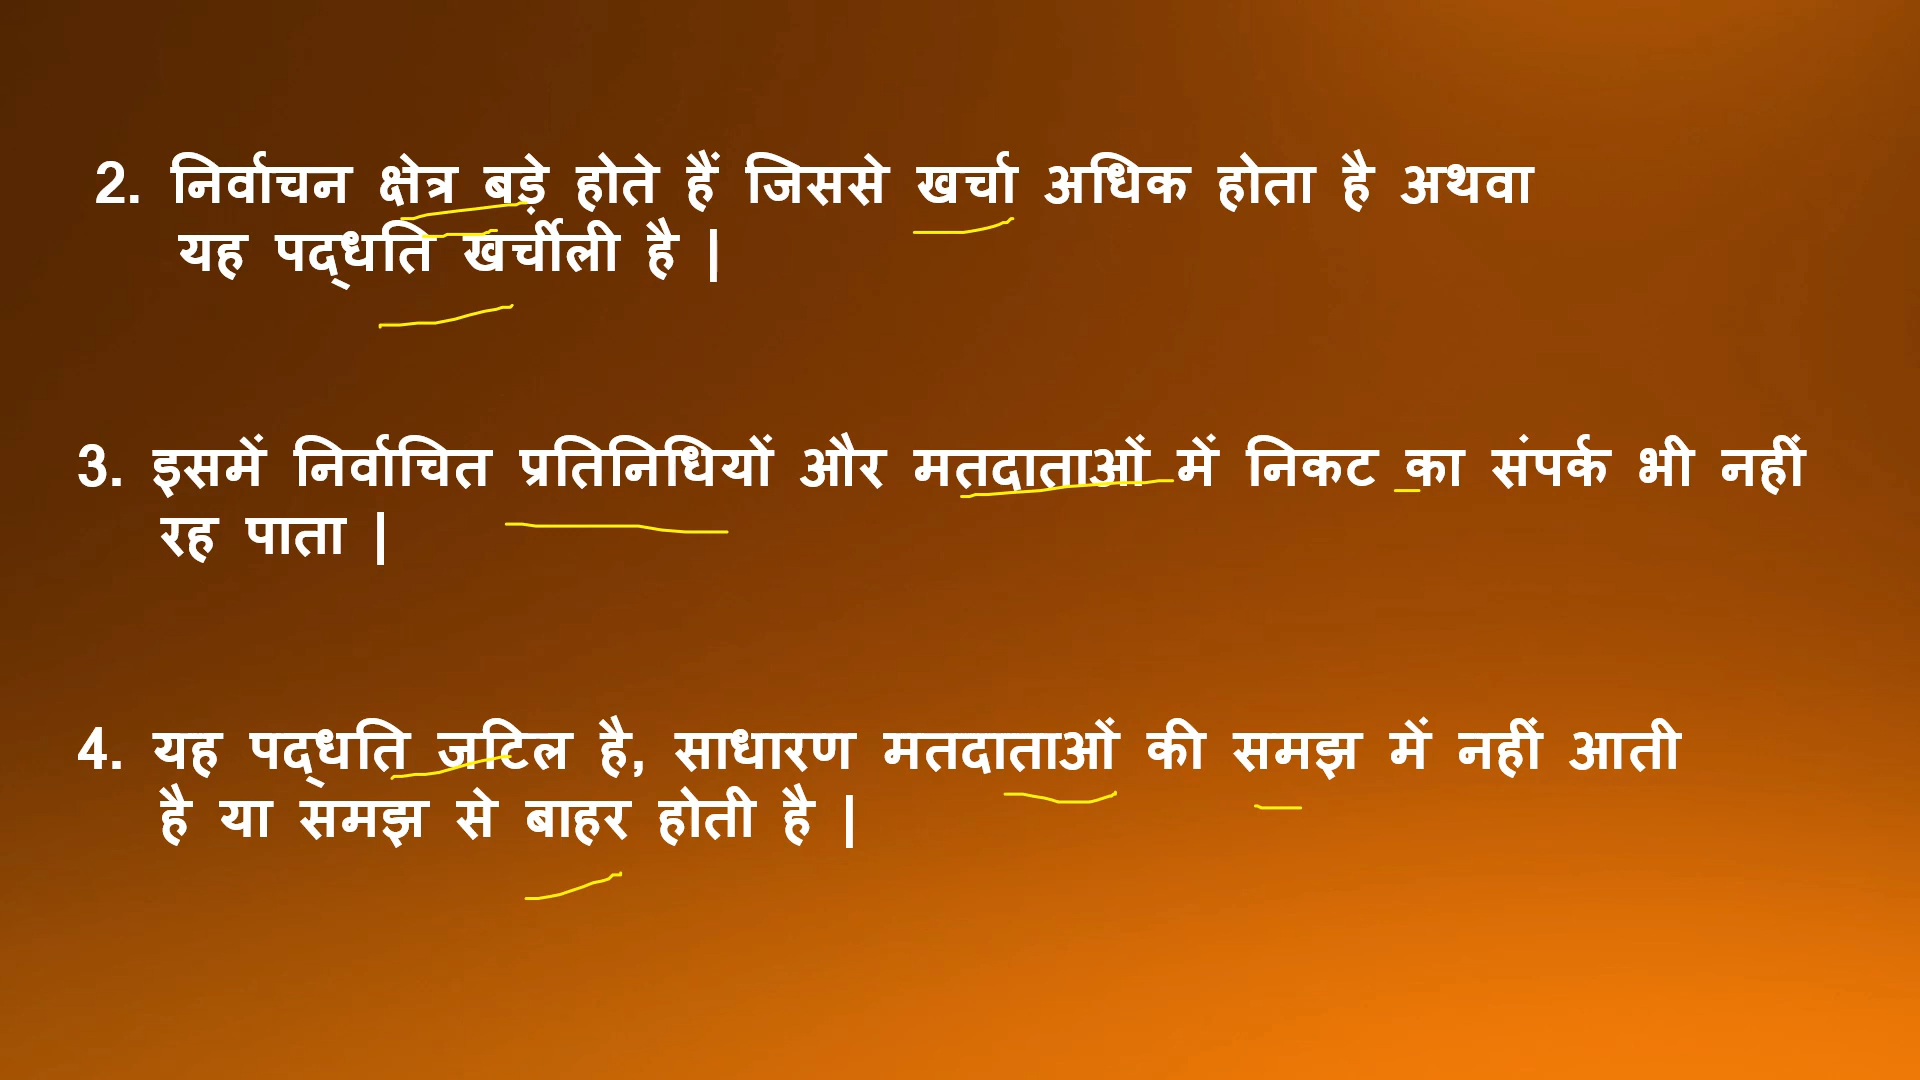 2. निर्वाचन क्षेत्र बड़े होते हैं जिससे खर्चा अधिक होता है अथवा
यह पद्धति खर्चीली है |
3. इसमें निर्वाचित प्रतिनिधियों और मतदाताओं में निकट का संपर्क भी नहीं
रह पाता |
4. यह पद्धति जटिल है, साधारण मतदाताओं की समझ में नहीं आती
है या समझ से बाहर होती है |